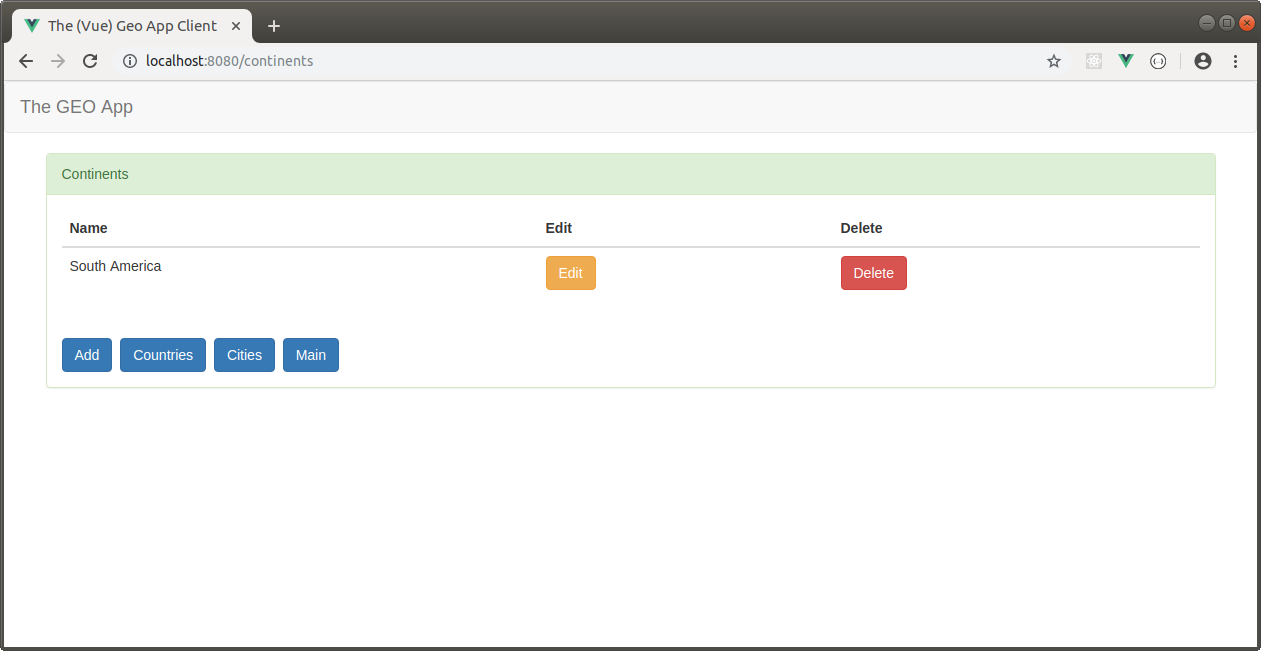 The (Vue) Geo App Client
localhost:8080/continents
The GEO App
Continents
Name Edit Delete
South America Edit Delete
Add Countries Cities Main